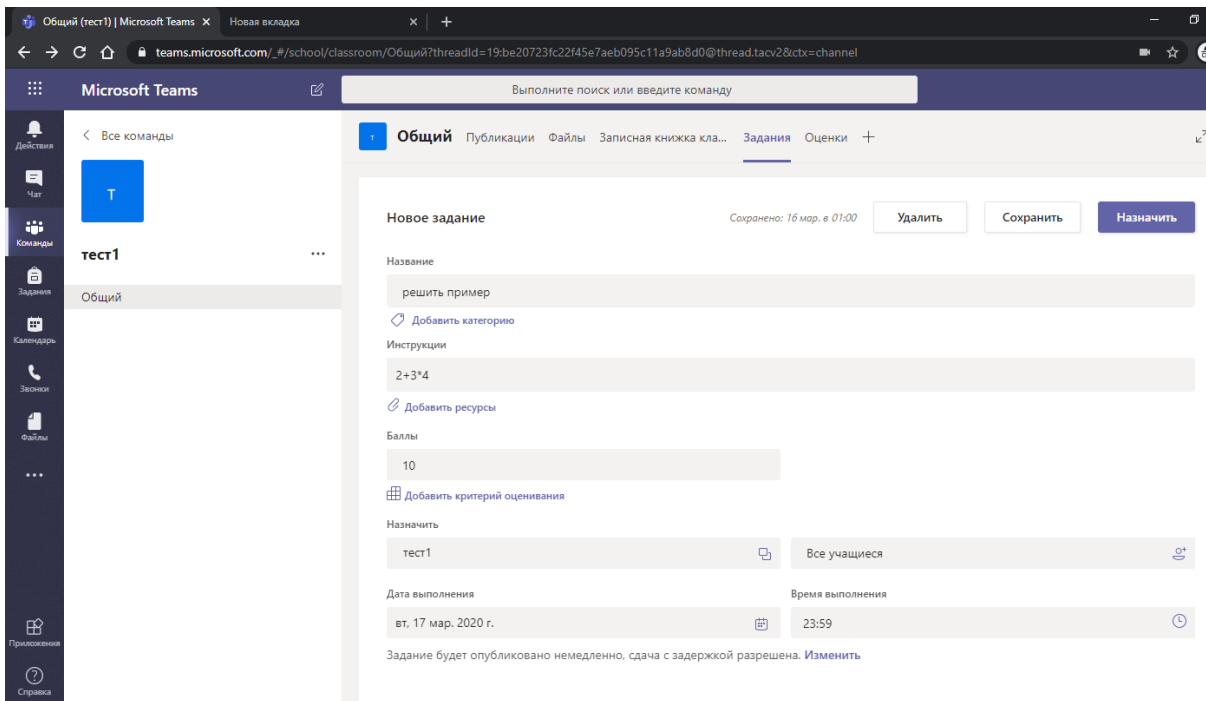 Общий (тест1) | Microsoft Teams
Новая вкладка
teams.microsoft.com/_#/school/classroom/Общий?threadId=19:be20723fc22f45e7aeb095c11a9ab8d0@thread.tacv2&ctx=channel
Microsoft Teams
Выполните поиск или введите команду
Действия
Чат
Команды
Задания
Календарь
Звонки
Файлы
Приложения
Справка
Все команды
T
тест1
Общий
т
Общий Публикации Файлы Записная книжка кла... Задания Оценки
Новое задание
Сохранено: 16 мар. в 01:00
Удалить
Сохранить
Назначить
Название
решить пример
Добавить категорию
Инструкции
2+3*4
Добавить ресурсы
Баллы
10
Добавить критерий оценивания
Назначить
тест1
Все учащиеся
Дата выполнения
Время выполнения
вт, 17 мар. 2020 г.
23:59
Задание будет опубликовано немедленно, сдача с задержкой разрешена. Изменить